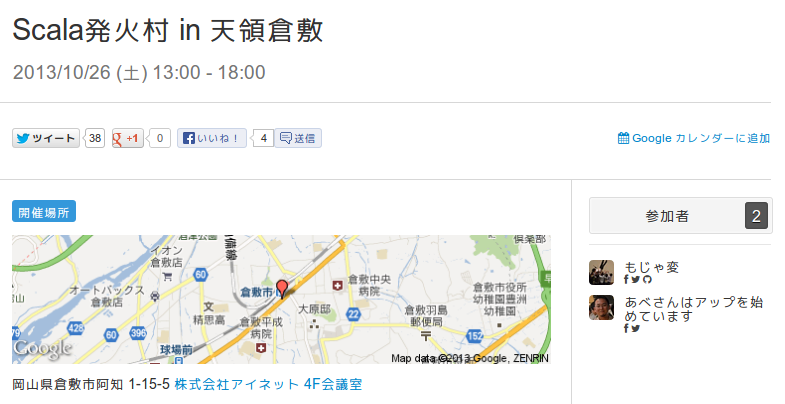 Scala発火村 in 天領倉敷
2013/10/26 (土) 13:00 - 18:00
ツイート 38 +1 0 いいね！ 4 送信
Google カレンダーに追加
開催場所
イオン
倉敷店
オートバックス
倉敷店
60
倉敷市
倉敷中央
病院
倶楽部
岡山
文
精思高
大原邸
22
倉敷羽島
郵便局
倉敷市役所
幼稚園豊洲
幼稚園
428
60
倉敷平成
病院
396
球場前
Google
Map data ©2013 Google, ZENRIN
岡山県倉敷市阿知 1-15-5 株式会社アイネット 4F会議室
参加者 2
もじゃ変
あべさんはアップを始
めています